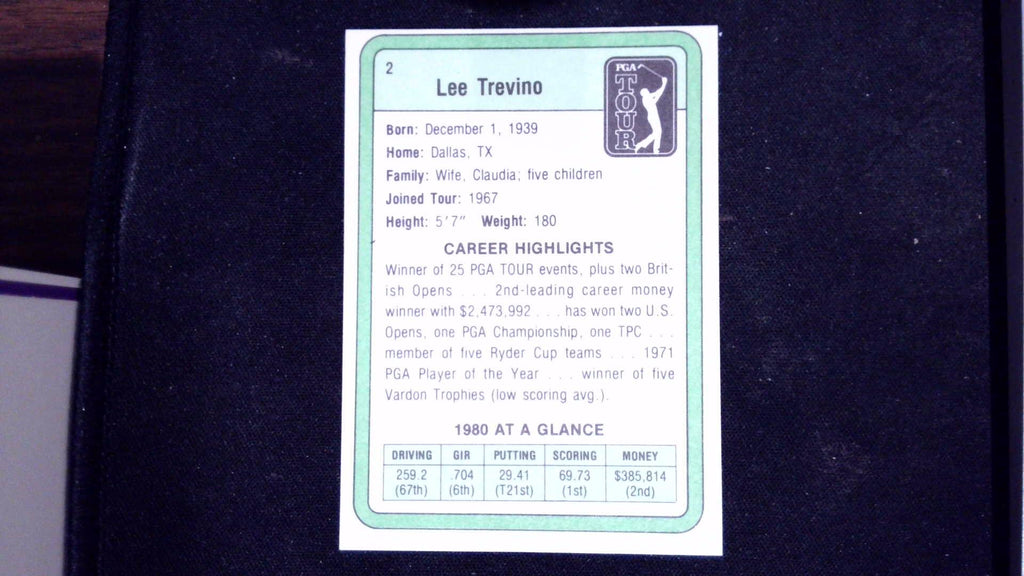 2
Lee Trevino
PGA
TOUR
Born: December 1, 1939
Home: Dallas, TX
Family: Wife, Claudia; five children
Joined Tour: 1967
Height: 5'7" Weight: 180
CAREER HIGHLIGHTS
Winner of 25 PGA TOUR events, plus two Brit-
ish Opens . . . 2nd-leading career money
winner with $2,473,992 . . . has won two U.S.
Opens, one PGA Championship, one TPC . . .
member of five Ryder Cup teams . . . 1971
PGA Player of the Year . . . winner of five
Vardon Trophies (low scoring avg.).
1980 AT A GLANCE
DRIVING GIR PUTTING SCORING MONEY
259.2 .704 29.41 69.73 $385,814
(67th) (6th) (T21st) (1st) (2nd)